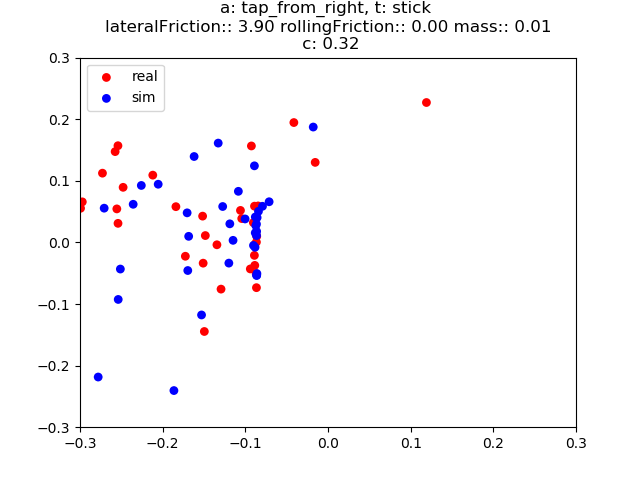 a: tap_from_right, t: stick
lateralFriction:: 3.90 rollingFriction:: 0.00 mass:: 0.01
c: 0.32
real
sim
0.3
0.2
0.1
0.0
−0.1
−0.2
−0.3
−0.3 −0.2 −0.1 0.0 0.1 0.2 0.3